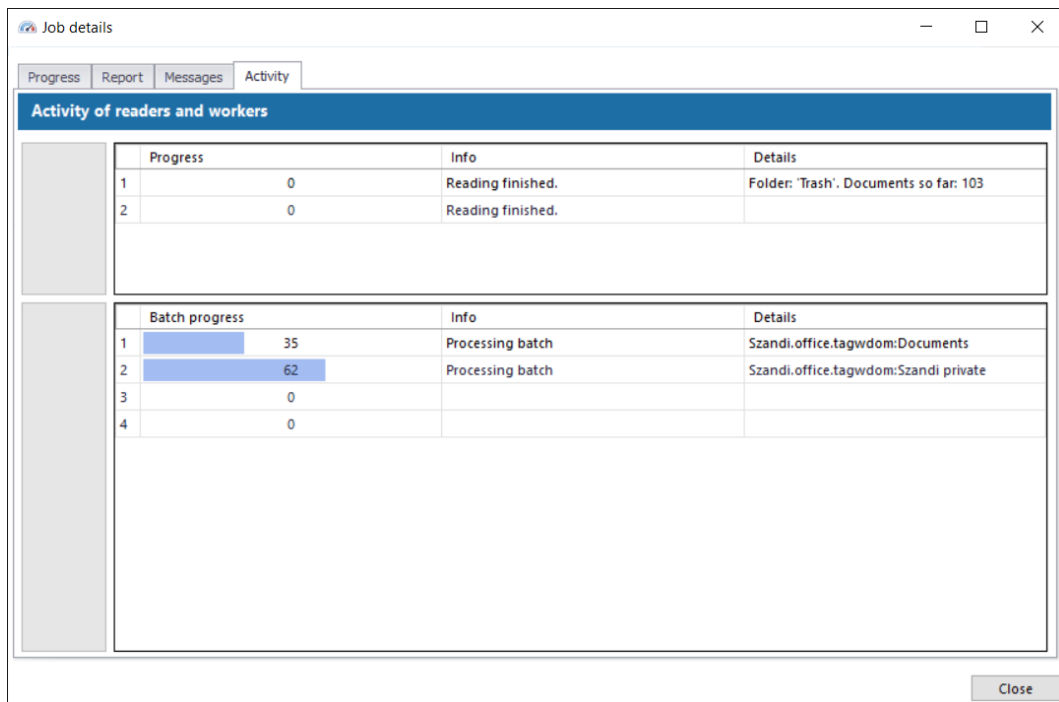 Job details
Progress Report Messages Activity
Activity of readers and workers
Progress Info Details
1 0 Reading finished. Folder: 'Trash'. Documents so far: 103
2 0 Reading finished.
Batch progress Info Details
1 35 Processing batch Szandi.office.tagwdom:Documents
2 62 Processing batch Szandi.office.tagwdom:Szandi private
3 0
4 0
Close